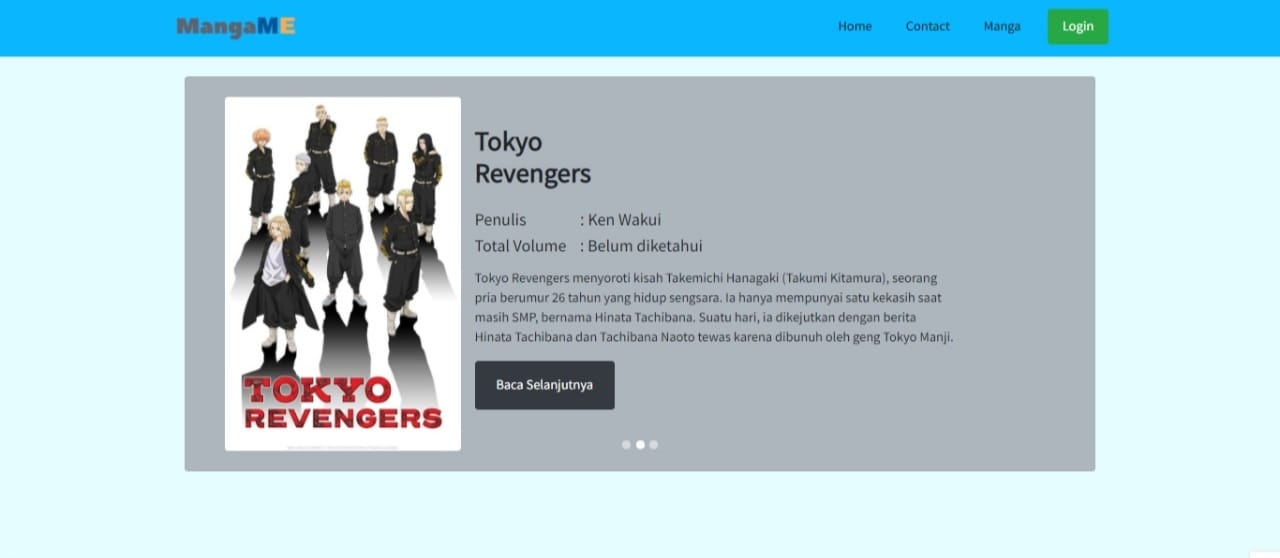 MangaME
Home Contact Manga Login
Tokyo
Revengers
Penulis : Ken Wakui
Total Volume : Belum diketahui
Tokyo Revengers menyoroti kisah Takemichi Hanagaki (Takumi Kitamura), seorang
pria berumur 26 tahun yang hidup sengsara. Ia hanya mempunyai satu kekasih saat
masih SMP, bernama Hinata Tachibana. Suatu hari, ia dikejutkan dengan berita
Hinata Tachibana dan Tachibana Naoto tewas karena dibunuh oleh geng Tokyo Manji.
Baca Selanjutnya
TOKYO
REVENGERS